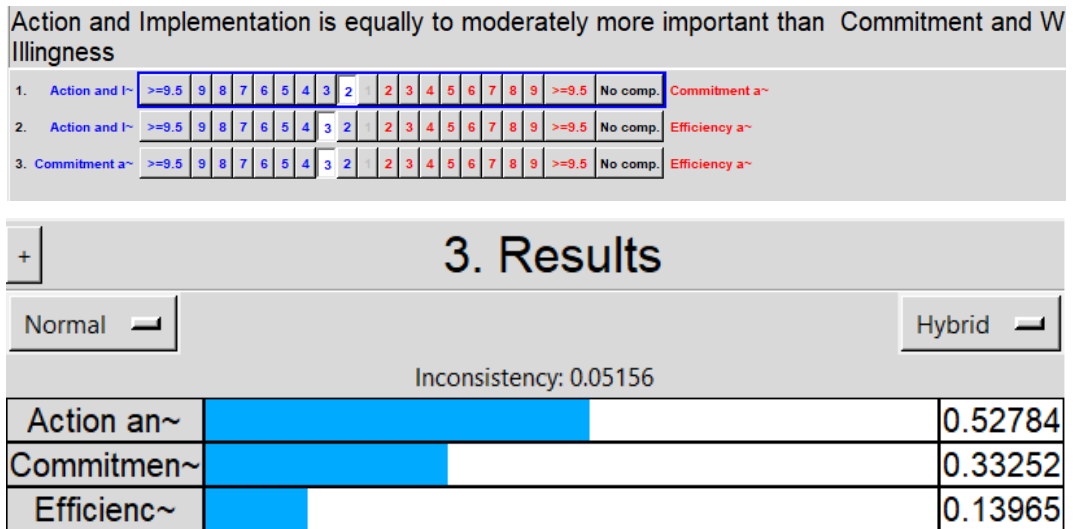 Action and Implementation is equally to moderately more important than  Commitment and W
Illingness
1. Action and I~ >=9.5 9 8 7 6 5 4 3 2 1 2 3 4 5 6 7 8 9 >=9.5 No comp. Commitment a~
2. Action and I~ >=9.5 9 8 7 6 5 4 3 2 1 2 3 4 5 6 7 8 9 >=9.5 No comp. Efficiency a~
3. Commitment a~ >=9.5 9 8 7 6 5 4 3 2 1 2 3 4 5 6 7 8 9 >=9.5 No comp. Efficiency a~
+ 3. Results
Normal Hybrid
Inconsistency: 0.05156
Action an~ 0.52784
Commitmen~ 0.33252
Efficienc~ 0.13965